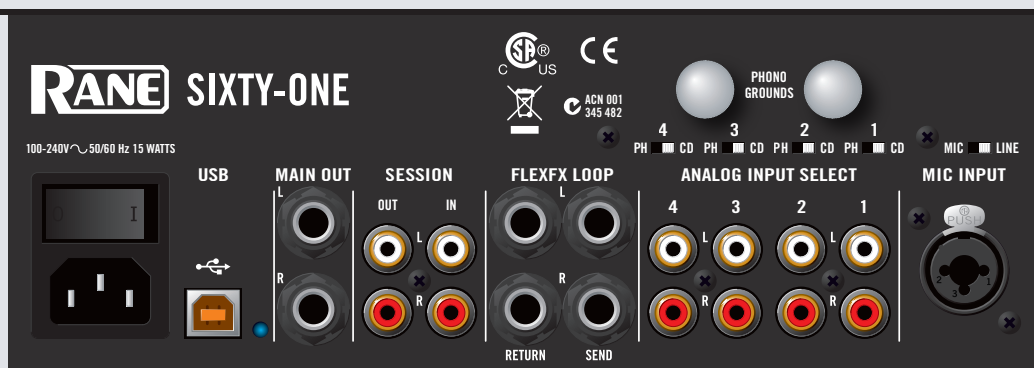 RANE SIXTY-ONE
CSA ®
C US
CE
ACN 001
345 482
PHONO
GROUNDS
4 3 2 1
PH CD PH CD PH CD PH CD MIC LINE
100-240V 50/60 Hz 15 WATTS
USB MAIN OUT SESSION FLEXFX LOOP ANALOG INPUT SELECT MIC INPUT
L L
OUT IN 4 3 2 1
I PUSH
L L L
2 1
3
R R
R R R
RETURN SEND